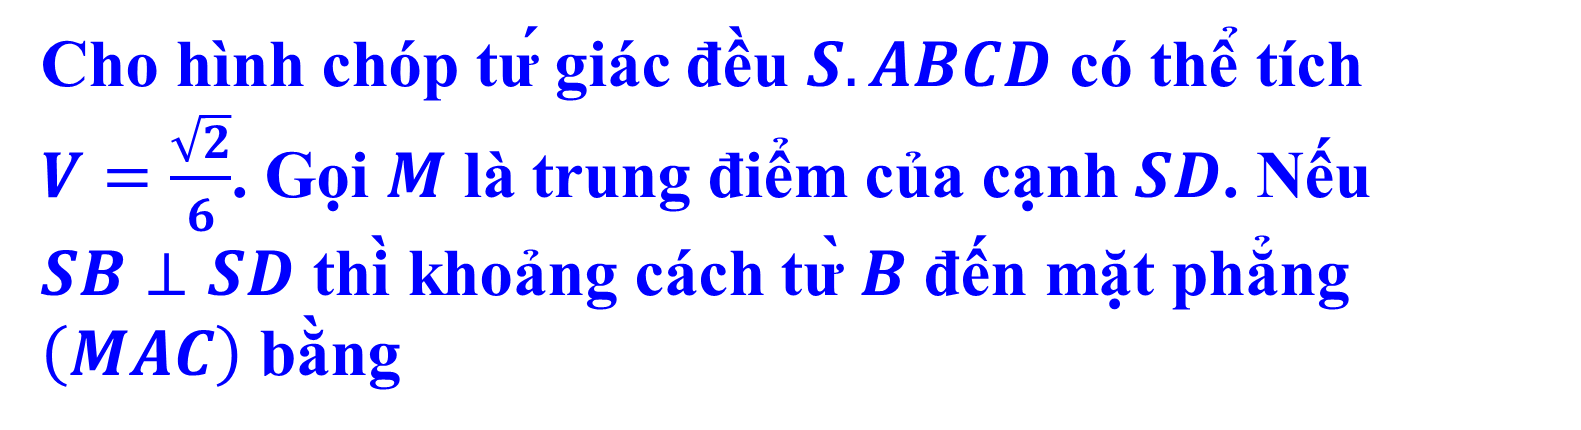 Cho hình chóp tứ giác đều S.ABCD có thể tích
V = √2/6. Gọi M là trung điểm của cạnh SD. Nếu
SB ⊥ SD thì khoảng cách từ B đến mặt phẳng
(MAC) bằng